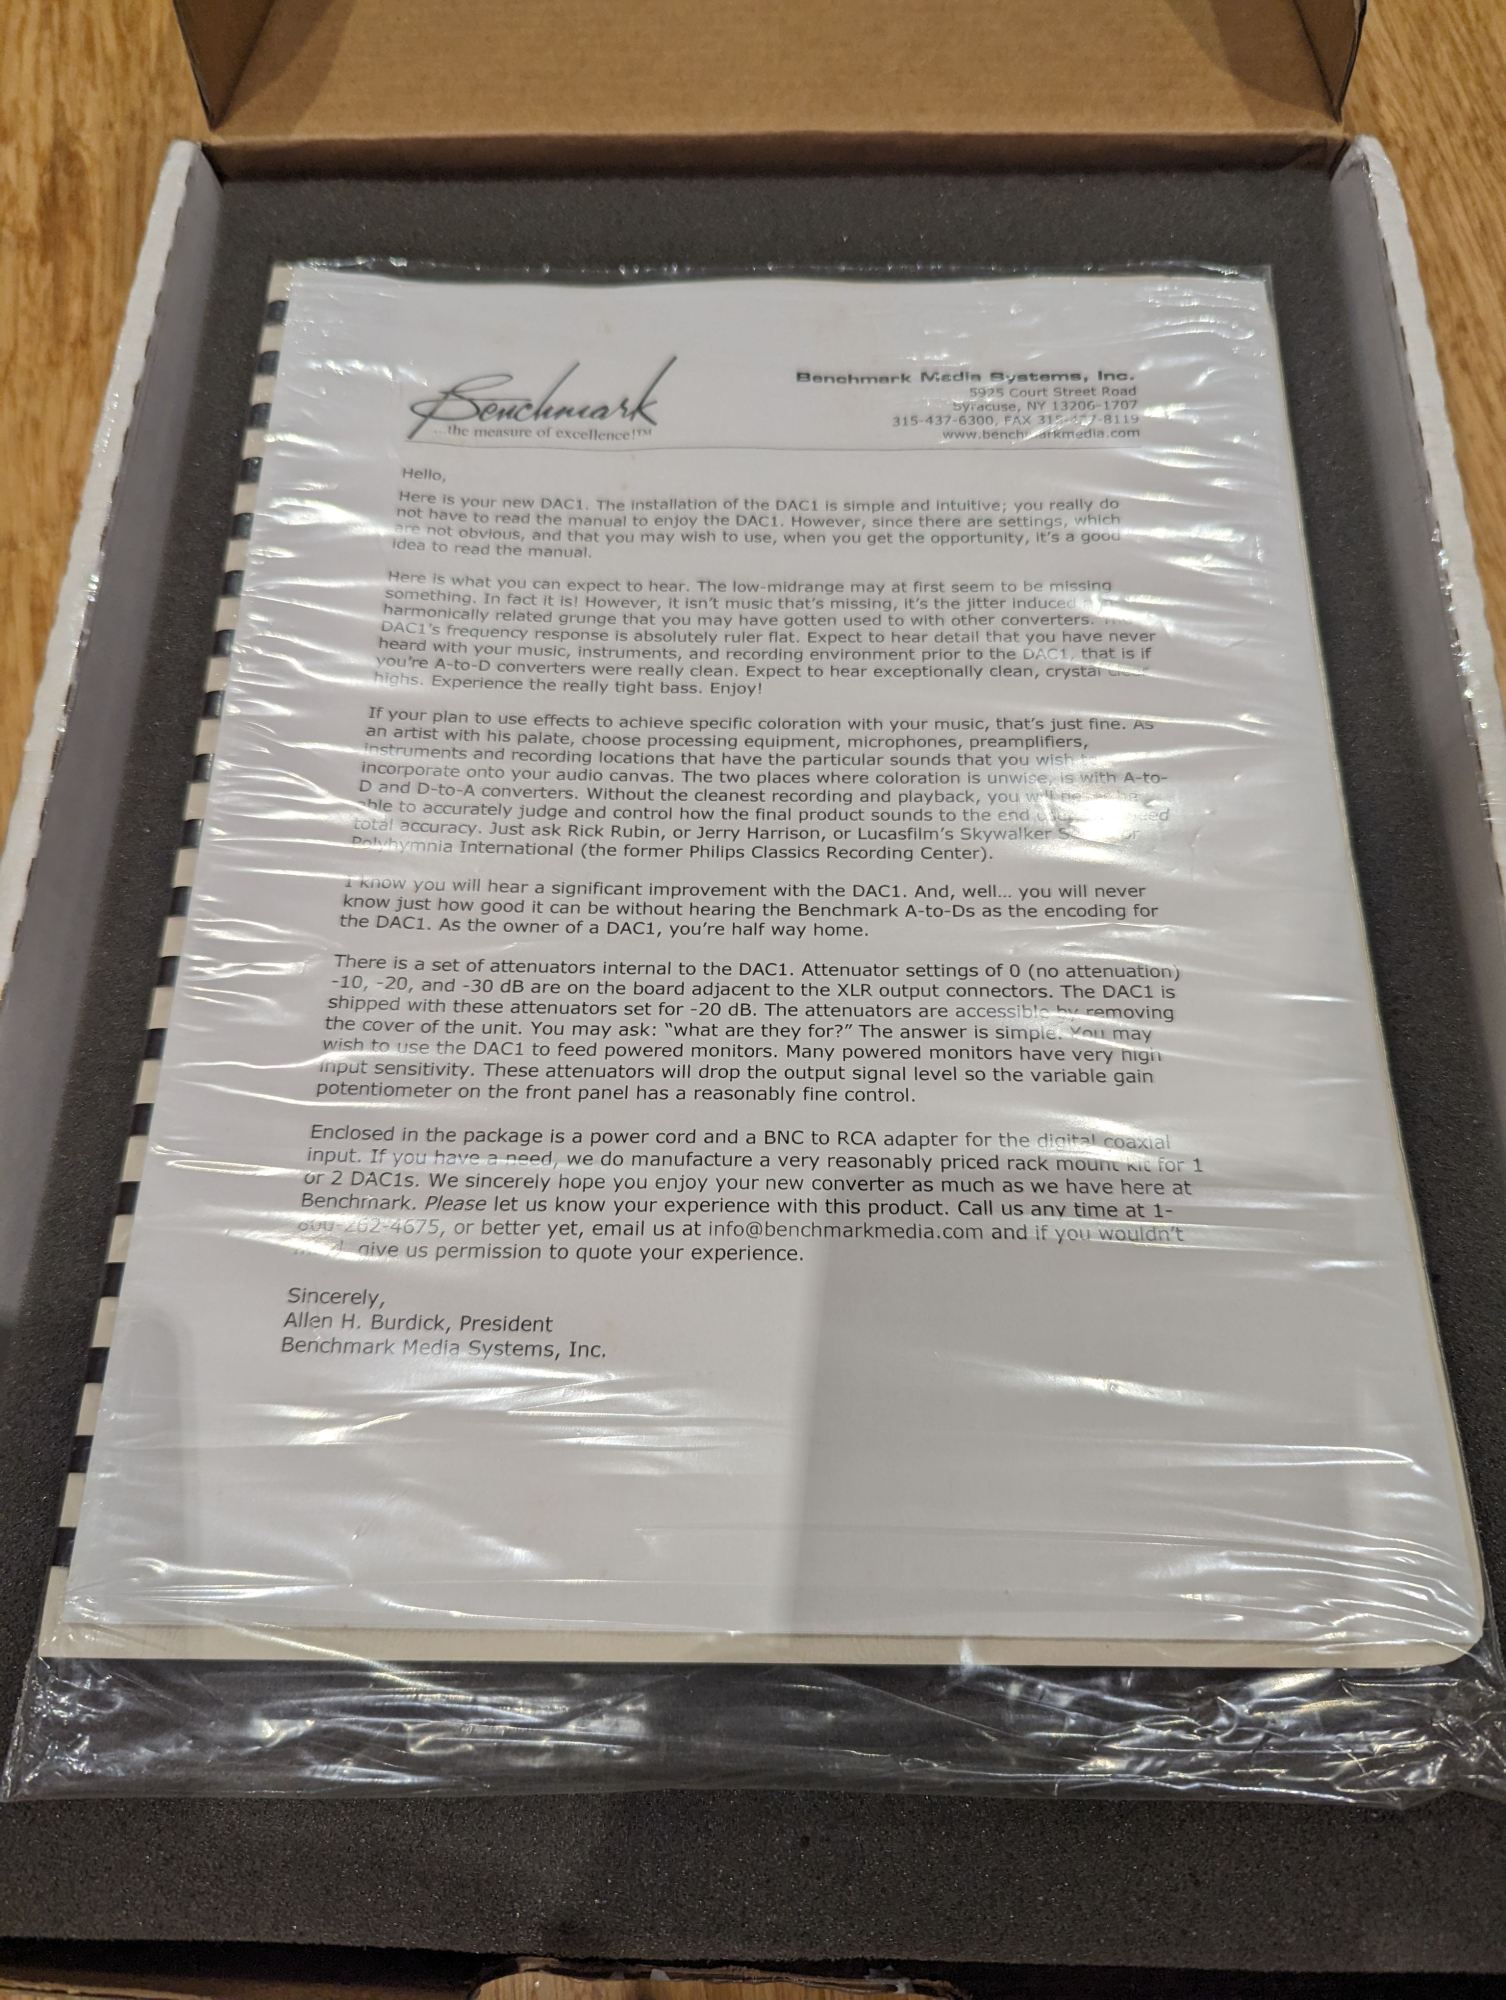 Benchmark
...the measure of excellence!™
Benchmark Media Systems, Inc.
5925 Court Street Road
Syracuse, NY 13206-1707
315-437-6300, FAX
Hello,
Here is your new DAC1. The installation of the DAC1 is simple and intuitive; you really do
not have to read the manual to enjoy the DAC1. However, since there are settings, which
are not obvious, and that you may wish to use, when you get the opportunity, it's a good
idea to read the manual.
Here is what you can expect to hear. The low-midrange may at first seem to be missing
something. In fact it is! However, it isn't music that's missing, it's the jitter induced
harmonically related grunge that you may have gotten used to with other converters.
DAC1's frequency response is absolutely ruler flat. Expect to hear detail that you have never
heard with your music, instruments, and recording environment prior to the DAC1, that is if
you're A-to-D converters were really clean. Expect to hear exceptionally clean, crystal
highs. Experience the really tight bass. Enjoy!
If your plan to use effects to achieve specific coloration with your music, that's just fine. As
an artist with his palate, choose processing equipment, microphones, preamplifiers,
instruments and recording locations that have the particular sounds that you wish
incorporate onto your audio canvas. The two places where coloration is unwise, is with A-to-
D and D-to-A converters. Without the cleanest recording and playback, you
able to accurately judge and control how the final product sounds to the end
total accuracy. Just ask Rick Rubin, or Jerry Harrison, or Lucasfilm's Skywalker
Polyhymnia International (the former Philips Classics Recording Center).
I know you will hear a significant improvement with the DAC1. And, well... you will never
know just how good it can be without hearing the Benchmark A-to-Ds as the encoding for
the DAC1. As the owner of a DAC1, you're half way home.
There is a set of attenuators internal to the DAC1. Attenuator settings of 0 (no attenuation)
-10, -20, and -30 dB are on the board adjacent to the XLR output connectors. The DAC1 is
shipped with these attenuators set for -20 dB. The attenuators are accessible by removing
the cover of the unit. You may ask: "what are they for?" The answer is simple. You may
wish to use the DAC1 to feed powered monitors. Many powered monitors have very high
input sensitivity. These attenuators will drop the output signal level so the variable gain
potentiometer on the front panel has a reasonably fine control.
Enclosed in the package is a power cord and a BNC to RCA adapter for the digital coaxial
input. If you have a need, we do manufacture a very reasonably priced rack mount kit for 1
or 2 DAC1s. We sincerely hope you enjoy your new converter as much as we have here at
Benchmark. Please let us know your experience with this product. Call us any time at 1-
800-262-4675, or better yet, email us at info@benchmarkmedia.com and if you wouldn't
give us permission to quote your experience.
Sincerely,
Allen H. Burdick, President
Benchmark Media Systems, Inc.